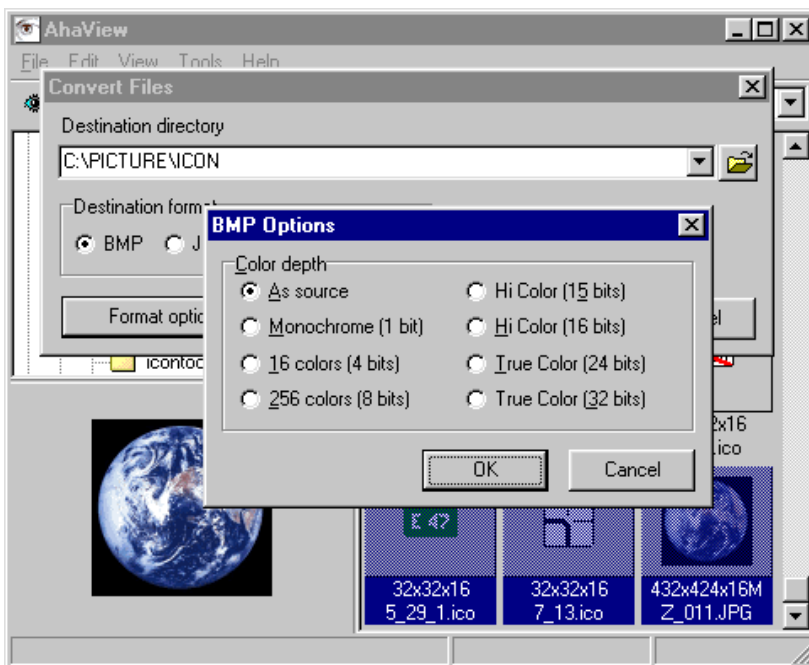 AhaView
File Edit View Tools Help
Convert Files
Destination directory
C:\PICTURE\ICON
Destination format
BMP J
Format optio
BMP Options
Color depth
As source
Monochrome (1 bit)
16 colors (4 bits)
256 colors (8 bits)
Hi Color (15 bits)
Hi Color (16 bits)
True Color (24 bits)
True Color (32 bits)
OK Cancel
el
icontoo
x16
.ico
E 47
32x32x16
5_29_1.ico
32x32x16
7_13.ico
432x424x16M
Z_011.JPG